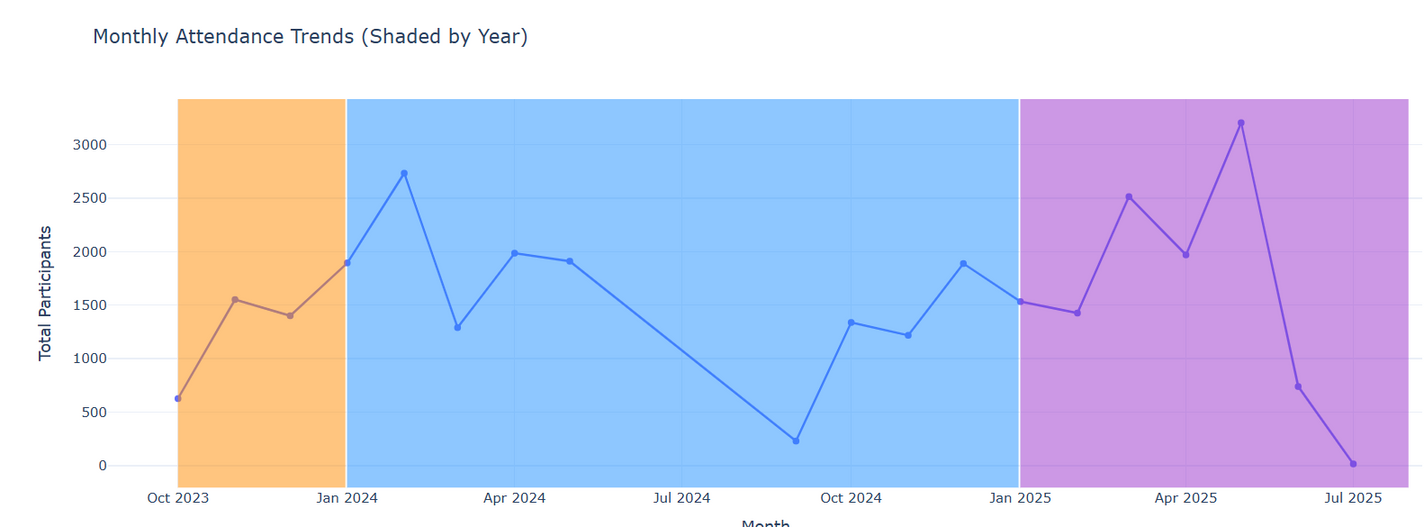 Monthly Attendance Trends (Shaded by Year)
3000
2500
2000
1500
1000
500
0
Total Participants
Oct 2023 Jan 2024 Apr 2024 Jul 2024 Oct 2024 Jan 2025 Apr 2025 Jul 2025
Month